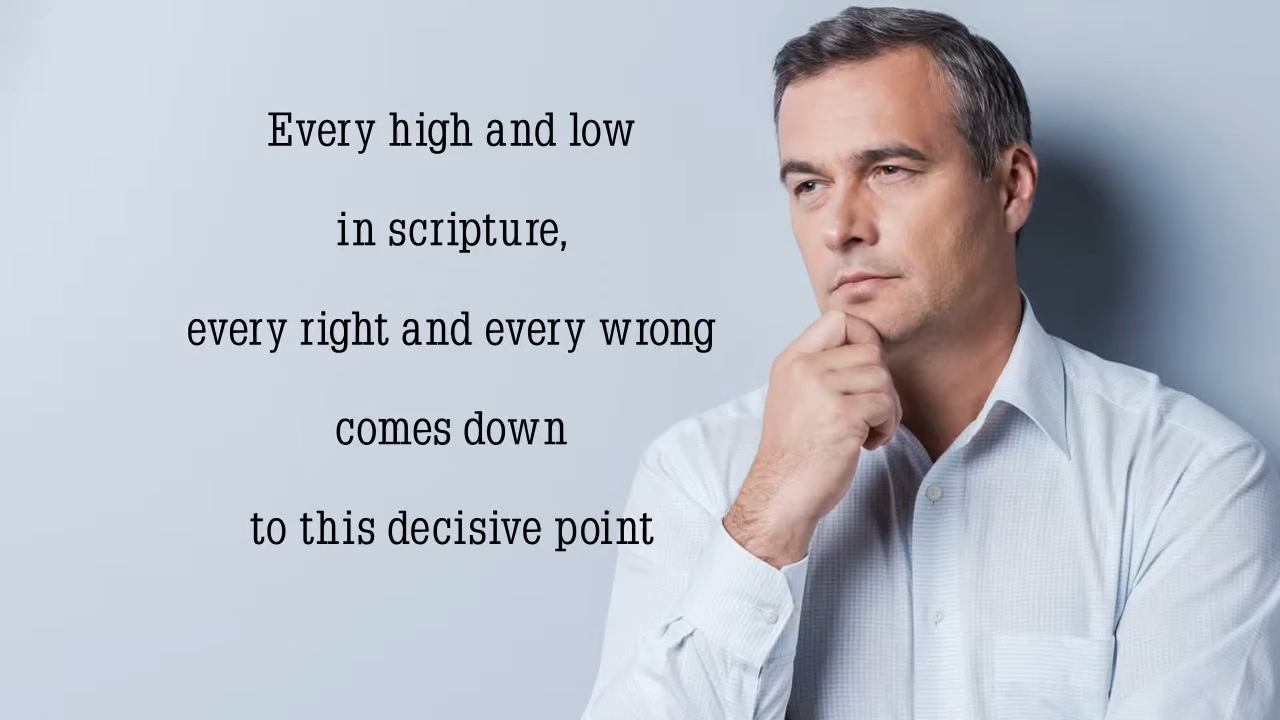 Every high and low
in scripture,
every right and every wrong
comes down
to this decisive point